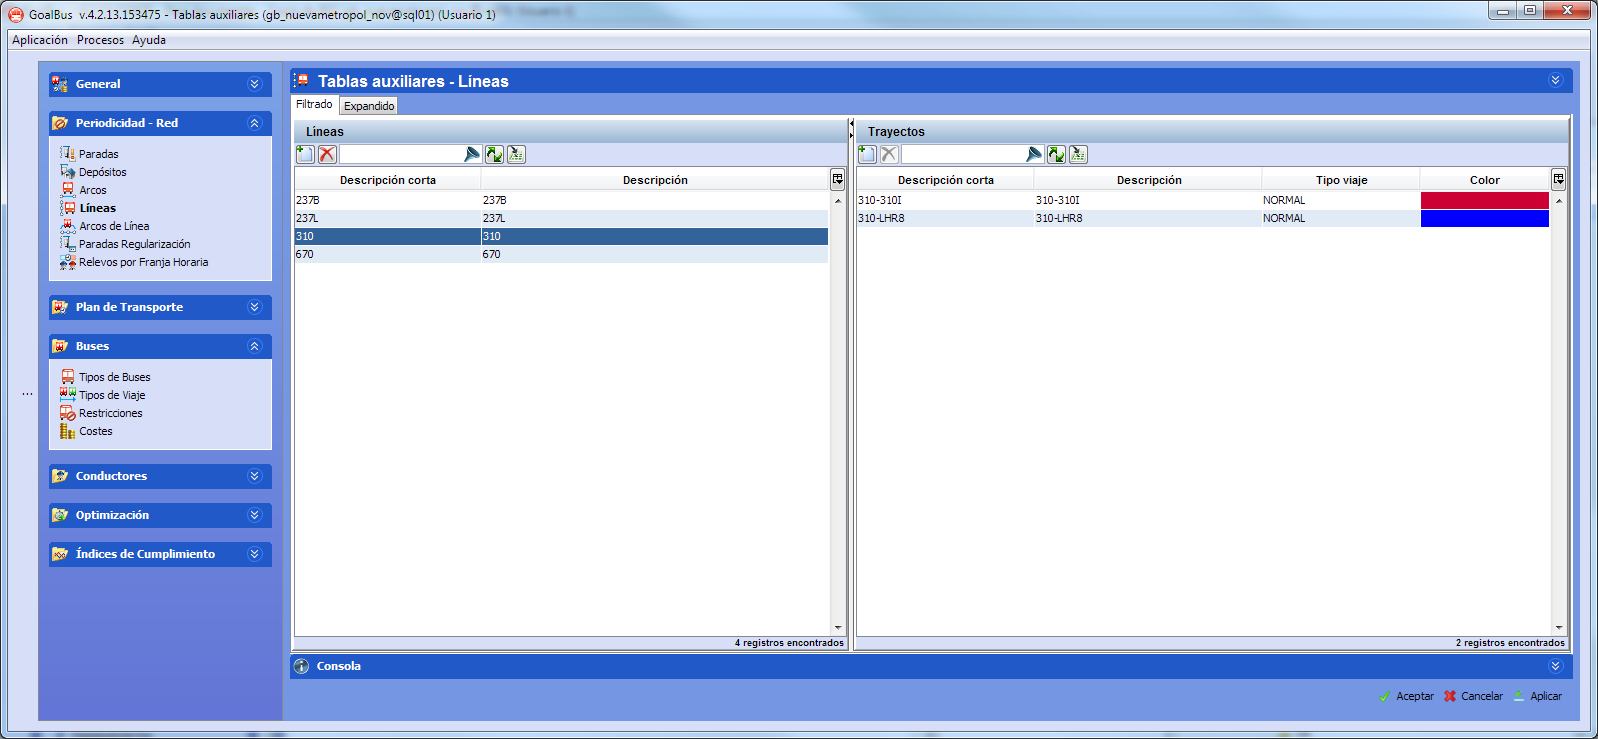 GoalBus v.4.2.13.153475 - Tablas auxiliares (gb_nuevametropol_nov@sql01) (Usuario 1)
Aplicación Procesos Ayuda
General
Periodicidad - Red
Paradas
Depósitos
Arcos
Líneas
Arcos de Línea
Paradas Regularización
Relevos por Franja Horaria
Plan de Transporte
Buses
Tipos de Buses
Tipos de Viaje
Restricciones
Costes
Conductores
Optimización
Índices de Cumplimiento
...
Tablas auxiliares - Líneas
Filtrado Expandido
Líneas
Descripción corta Descripción
237B 237B
237L 237L
310 310
670 670
4 registros encontrados
Trayectos
Descripción corta Descripción Tipo viaje Color
310-310I 310-310I NORMAL
310-LHR8 310-LHR8 NORMAL
2 registros encontrados
Consola
Aceptar Cancelar Aplicar